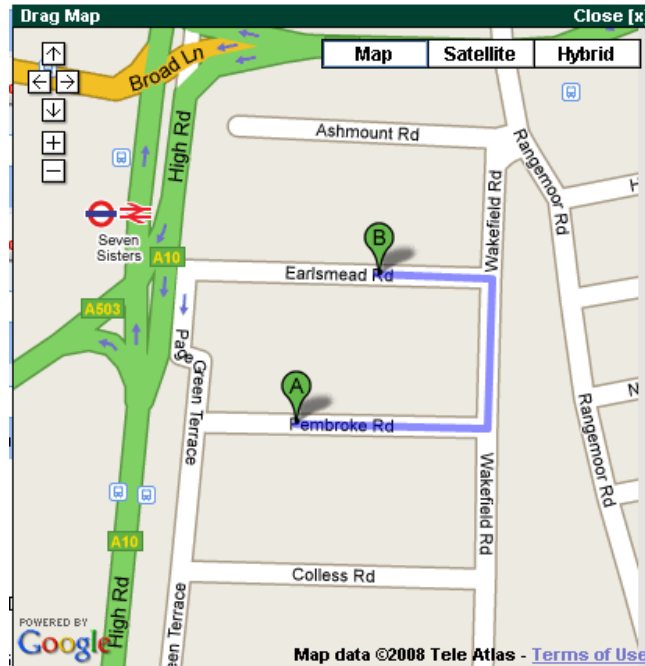 Drag Map
Close [x
Map
Satellite
Hybrid
Broad Ln
High Rd
Ashmount Rd
Rangemoor Rd
Wakefield Rd
Seven
Sisters
A10
B
Earlsmead Rd
A503
Page Green Terrace
A
Pembroke Rd
Rangemoor Rd
Wakefield Rd
A10
Colless Rd
High Rd
een Terrace
POWERED BY
Google
Map data ©2008 Tele Atlas - Terms of Use